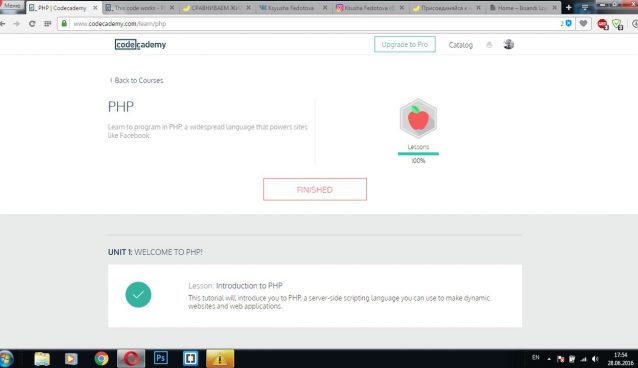 Меню
PHP | Codecademy
This code works - P
СРАВНИВАЕМ ЖИ
Ksyusha Fedotova
Ksusha Fedotova (@
Присоединяйся к н
www.codecademy.com/learn/php
2
codecademy
Upgrade to Pro
Catalog
Back to Courses
PHP
Learn to program in PHP, a widespread language that powers sites
like Facebook.
Lessons
100%
FINISHED
UNIT 1: WELCOME TO PHP!
Lesson: Introduction to PHP
This tutorial will introduce you to PHP, a server-side scripting language you can use to make dynamic
websites and web applications.
Ps
EN
17:54
28.06.2016